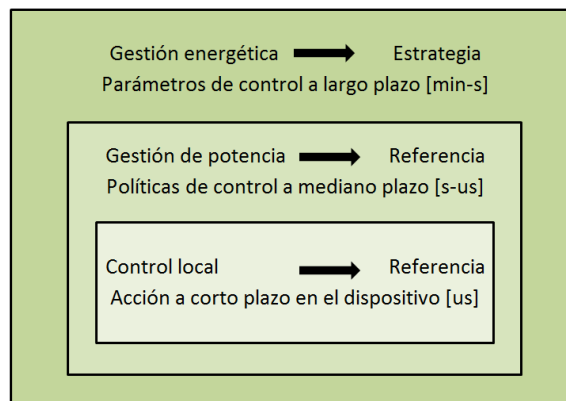 Gestión energética Estrategia
Parámetros de control a largo plazo [min-s]
Gestión de potencia Referencia
Políticas de control a mediano plazo [s-us]
Control local Referencia
Acción a corto plazo en el dispositivo [us]